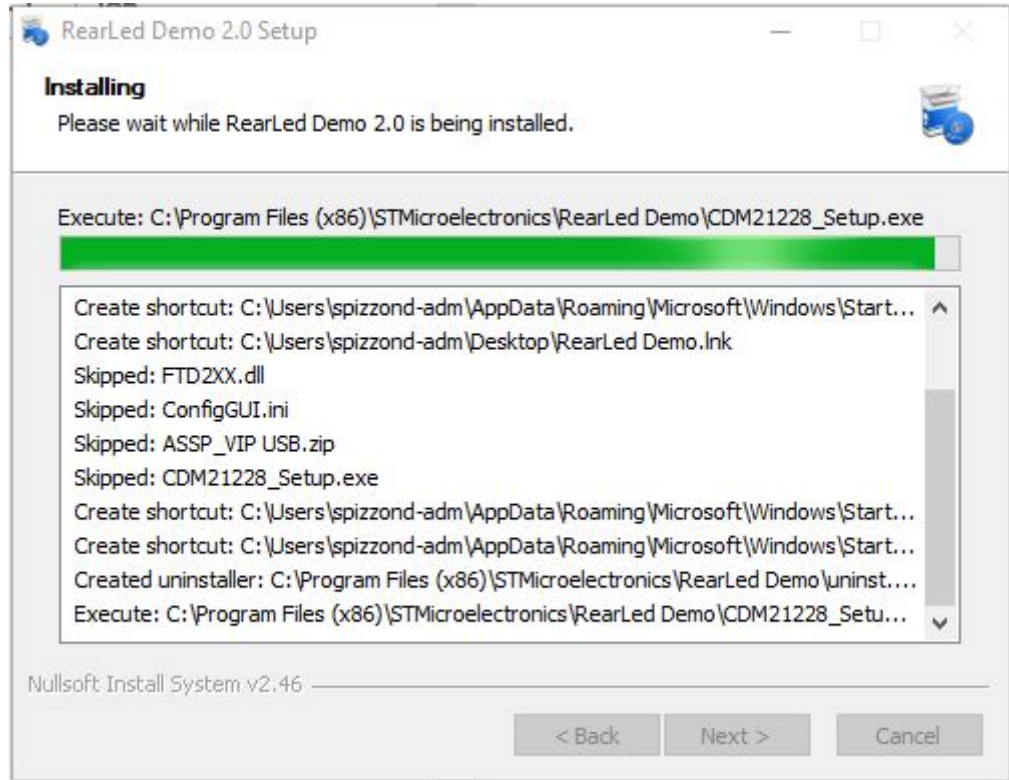 RearLed Demo 2.0 Setup
Installing
Please wait while RearLed Demo 2.0 is being installed.
Execute: C:\Program Files (x86)\STMicroelectronics\RearLed Demo\CDM21228_Setup.exe
Create shortcut: C:\Users\spizzond-adm\AppData\Roaming\Microsoft\Windows\Start...
Create shortcut: C:\Users\spizzond-adm\Desktop\RearLed Demo.lnk
Skipped: FTD2XX.dll
Skipped: ConfigGUI.ini
Skipped: ASSP_VIP USB.zip
Skipped: CDM21228_Setup.exe
Create shortcut: C:\Users\spizzond-adm\AppData\Roaming\Microsoft\Windows\Start...
Create shortcut: C:\Users\spizzond-adm\AppData\Roaming\Microsoft\Windows\Start...
Created uninstaller: C:\Program Files (x86)\STMicroelectronics\RearLed Demo\uninst....
Execute: C:\Program Files (x86)\STMicroelectronics\RearLed Demo\CDM21228_Setu...
Nullsoft Install System v2.46
< Back
Next >
Cancel